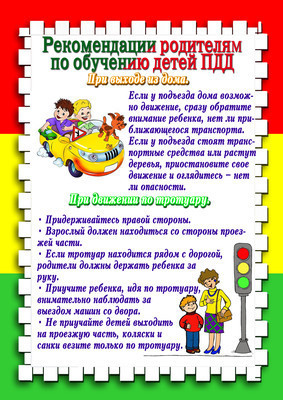 Рекомендации родителям
по обучению детей ПДД
При выходе из дома.
Если у подъезда дома возмож-
но движение, сразу обратите
внимание ребенка, нет ли при-
ближающегося транспорта.
Если у подъезда стоят транс-
портные средства или растут
деревья, приостановите свое
движение и оглядитесь – нет
ли опасности.
При движении по тротуару.
• Придерживайтесь правой стороны.
• Взрослый должен находиться со стороны проез-
жей части.
• Если тротуар находится рядом с дорогой,
родители должны держать ребенка за
руку.
• Приучите ребенка, идя по тротуару,
внимательно наблюдать за
выездом машин со двора.
• Не приучайте детей выходить
на проезжую часть, коляски и
санки везите только по тротуару.